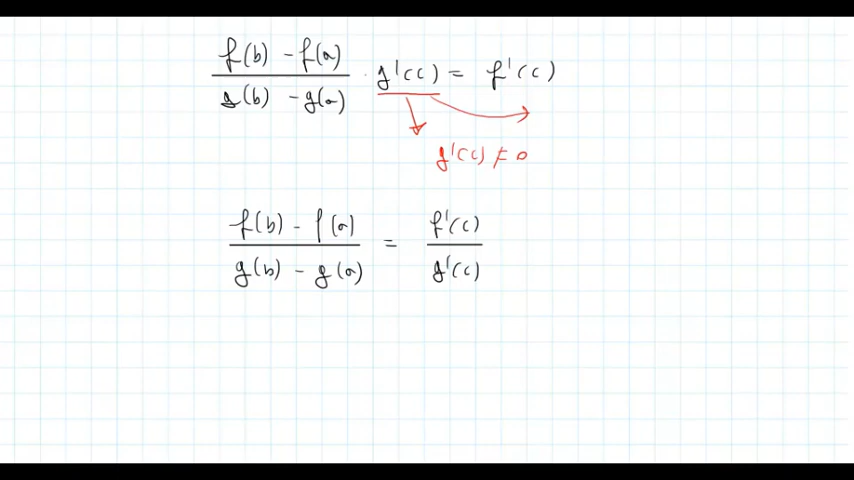 f(b) - f(a) / g(b) - g(a) · g'(c) = f'(c)
g'(c) ≠ 0
f(b) - f(a) / g(b) - g(a) = f'(c) / g'(c)